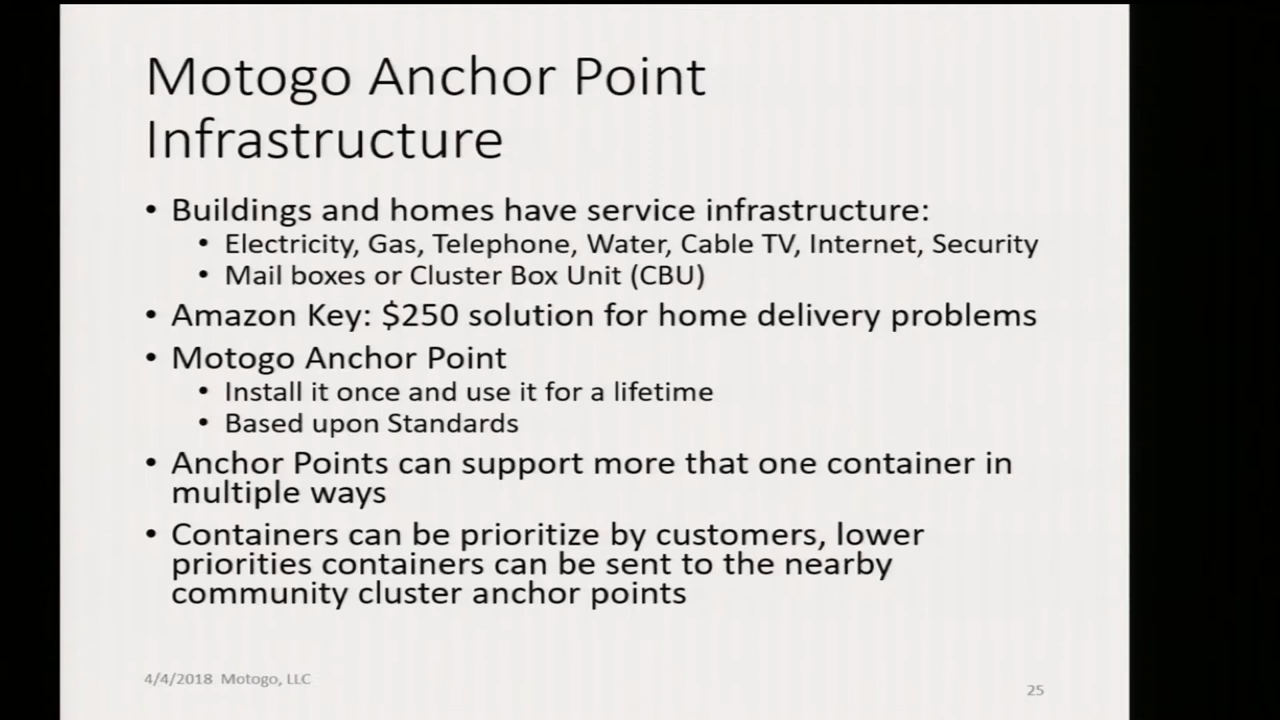 Motogo Anchor Point
Infrastructure
• Buildings and homes have service infrastructure:
• Electricity, Gas, Telephone, Water, Cable TV, Internet, Security
• Mail boxes or Cluster Box Unit (CBU)
• Amazon Key: $250 solution for home delivery problems
• Motogo Anchor Point
• Install it once and use it for a lifetime
• Based upon Standards
• Anchor Points can support more that one container in
multiple ways
• Containers can be prioritize by customers, lower
priorities containers can be sent to the nearby
community cluster anchor points
4/4/2018 Motogo, LLC
25